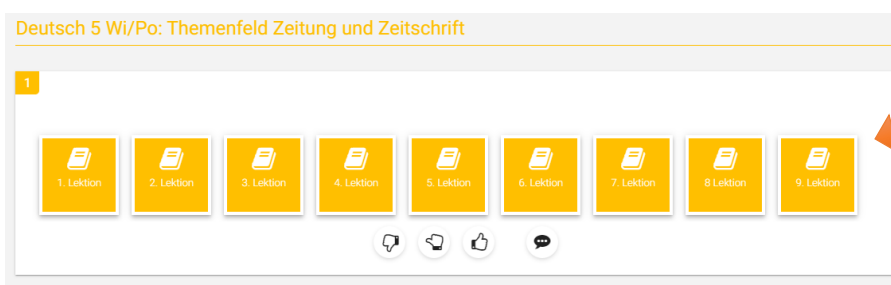 Deutsch 5 Wi/Po: Themenfeld Zeitung und Zeitschrift
1
1. Lektion 2. Lektion 3. Lektion 4. Lektion 5. Lektion 6. Lektion 7. Lektion 8 Lektion 9. Lektion